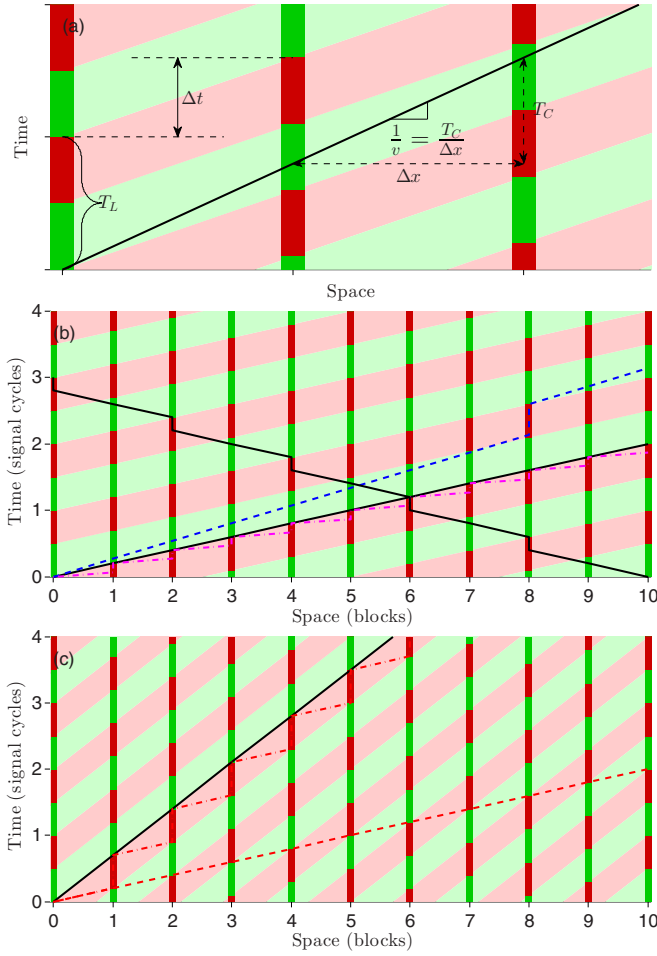 (a)
Time
Δt
T_L
1/v = T_C/Δx
T_C
Δx
Space
(b)
Time (signal cycles)
4
3
2
1
0
0 1 2 3 4 5 6 7 8 9 10
Space (blocks)
(c)
Time (signal cycles)
4
3
2
1
0
0 1 2 3 4 5 6 7 8 9 10
Space (blocks)